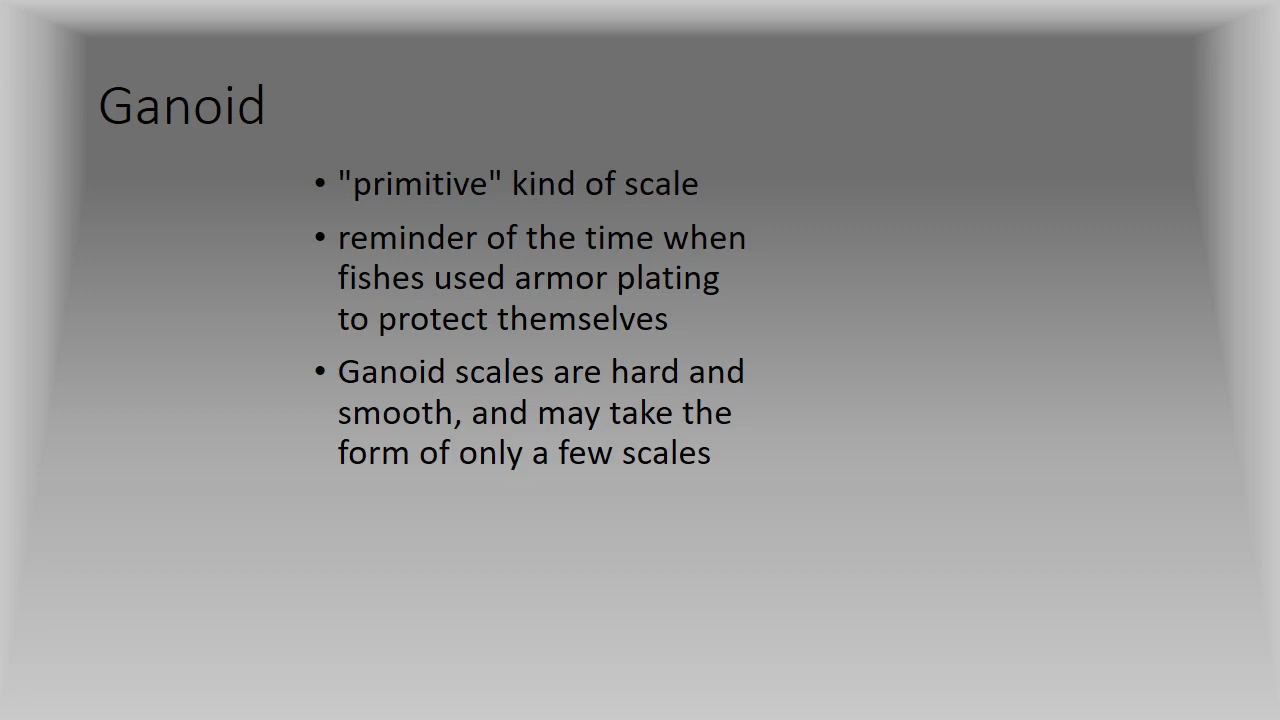 Ganoid
• "primitive" kind of scale
• reminder of the time when
fishes used armor plating
to protect themselves
• Ganoid scales are hard and
smooth, and may take the
form of only a few scales